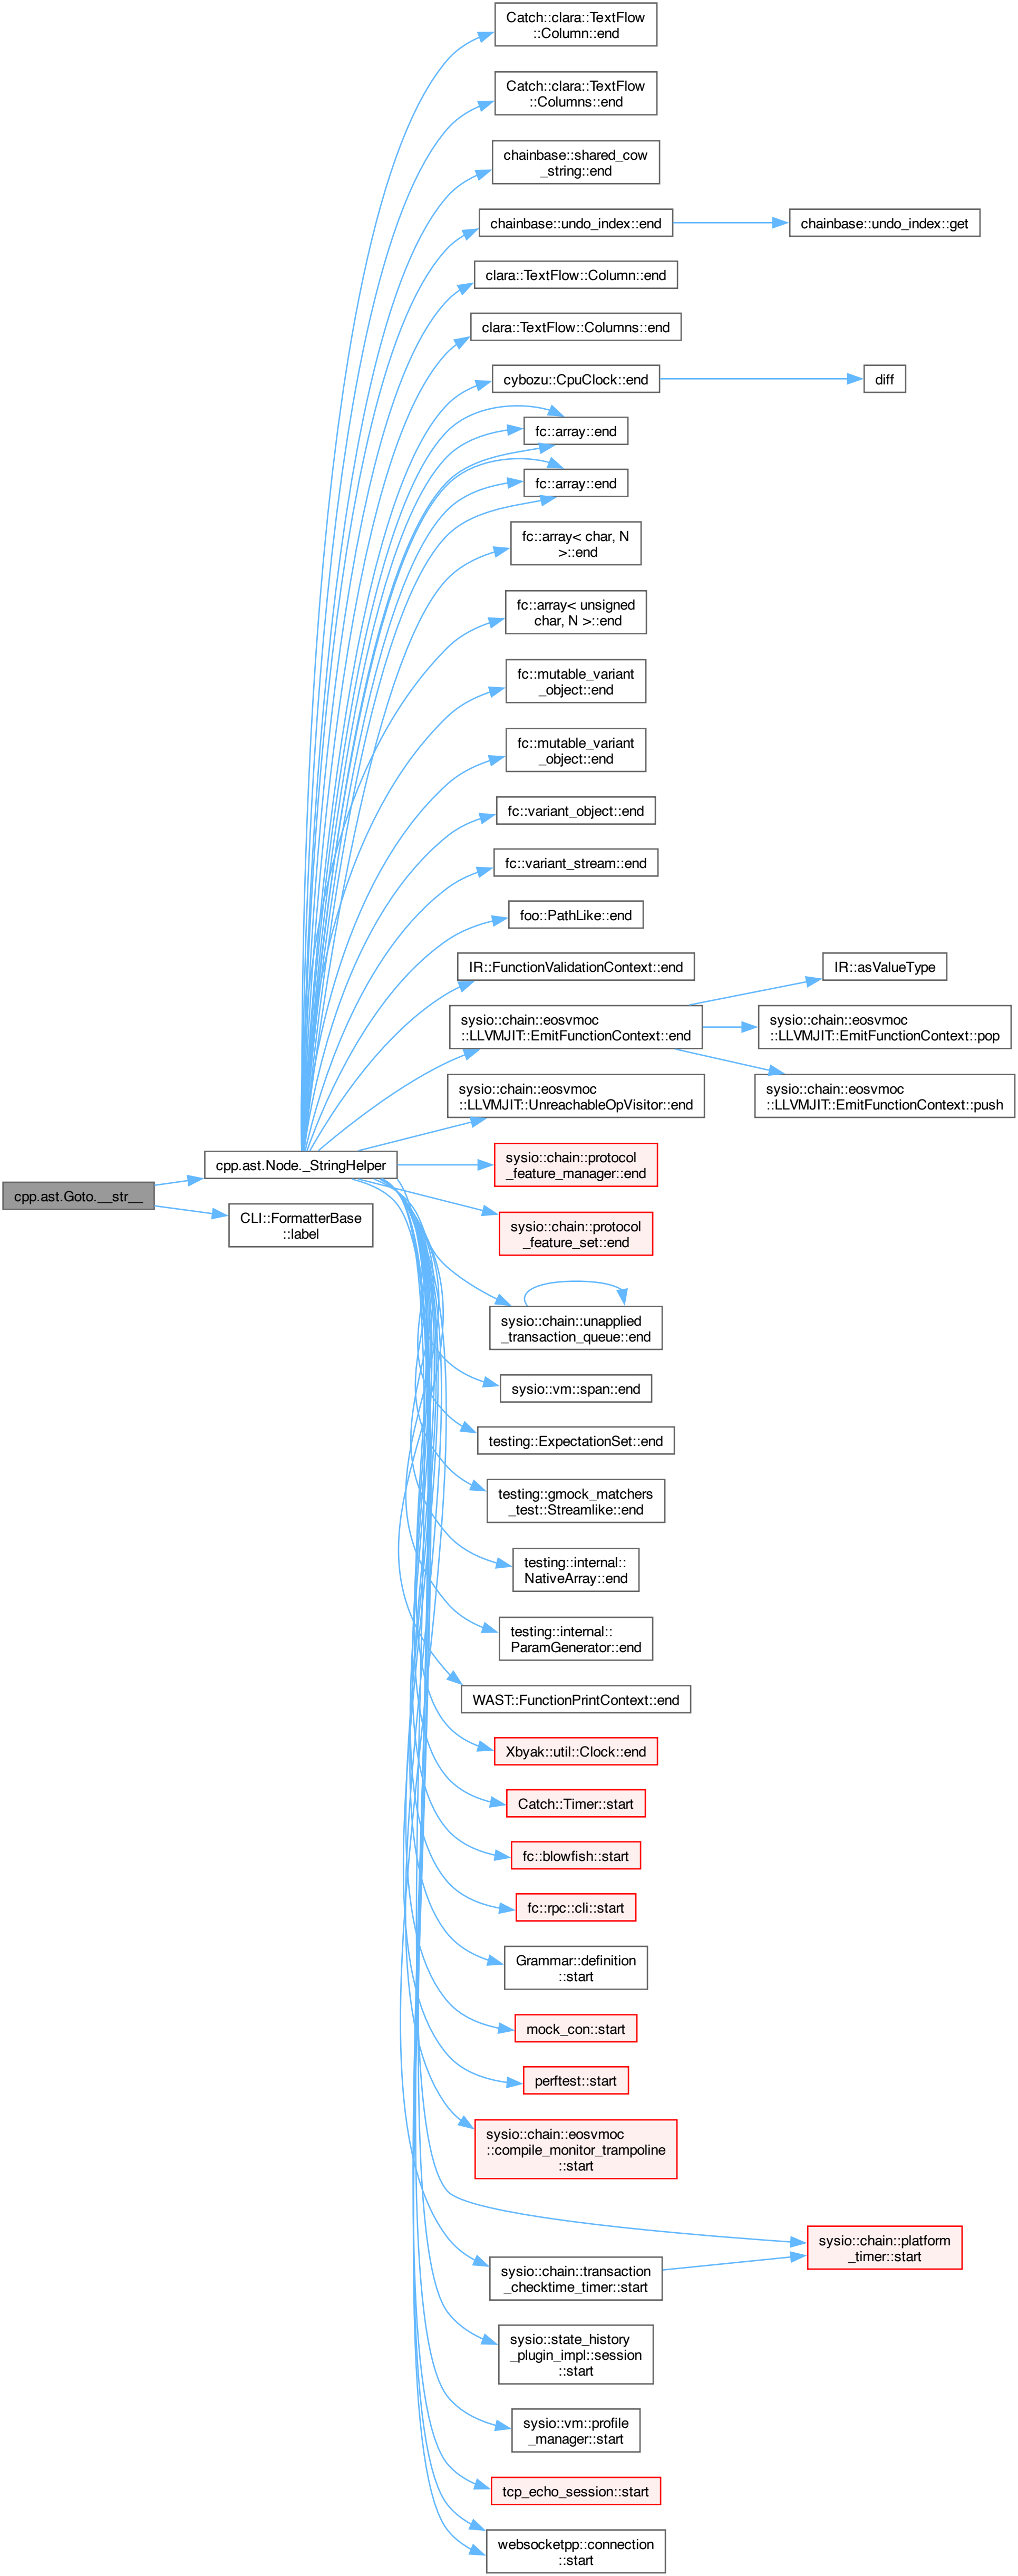 Catch::clara::TextFlow
::Column::end
Catch::clara::TextFlow
::Columns::end
chainbase::shared_cow
_string::end
chainbase::undo_index::end
chainbase::undo_index::get
clara::TextFlow::Column::end
clara::TextFlow::Columns::end
cybozu::CpuClock::end
diff
fc::array::end
fc::array::end
fc::array< char, N
>::end
fc::array< unsigned
char, N >::end
fc::mutable_variant
_object::end
fc::mutable_variant
_object::end
fc::variant_object::end
fc::variant_stream::end
foo::PathLike::end
IR::FunctionValidationContext::end
IR::asValueType
sysio::chain::eosvmoc
::LLVMJIT::EmitFunctionContext::end
sysio::chain::eosvmoc
::LLVMJIT::EmitFunctionContext::pop
sysio::chain::eosvmoc
::LLVMJIT::UnreachableOpVisitor::end
sysio::chain::eosvmoc
::LLVMJIT::EmitFunctionContext::push
cpp.ast.Node._StringHelper
sysio::chain::protocol
_feature_manager::end
cpp.ast.Goto.__str__
CLI::FormatterBase
::label
sysio::chain::protocol
_feature_set::end
sysio::chain::unapplied
_transaction_queue::end
sysio::vm::span::end
testing::ExpectationSet::end
testing::gmock_matchers
_test::Streamlike::end
testing::internal::
NativeArray::end
testing::internal::
ParamGenerator::end
WAST::FunctionPrintContext::end
Xbyak::util::Clock::end
Catch::Timer::start
fc::blowfish::start
fc::rpc::cli::start
Grammar::definition
::start
mock_con::start
perftest::start
sysio::chain::eosvmoc
::compile_monitor_trampoline
::start
sysio::chain::platform
_timer::start
sysio::chain::transaction
_checktime_timer::start
sysio::state_history
_plugin_impl::session
::start
sysio::vm::profile
_manager::start
tcp_echo_session::start
websocketpp::connection
::start